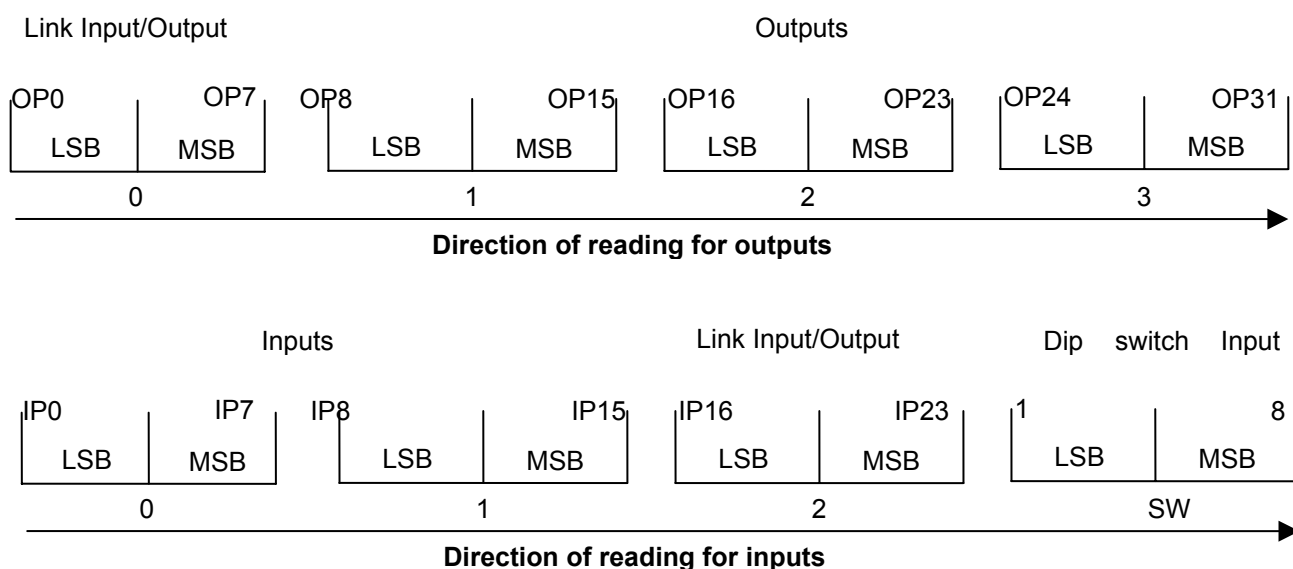 Link Input/Output Outputs
OP0 OP7 OP8 OP15 OP16 OP23 OP24 OP31
LSB MSB LSB MSB LSB MSB LSB MSB
0 1 2 3
Direction of reading for outputs
Inputs Link Input/Output Dip switch Input
IP0 IP7 IP8 IP15 IP16 IP23 1 8
LSB MSB LSB MSB LSB MSB LSB MSB
0 1 2 SW
Direction of reading for inputs